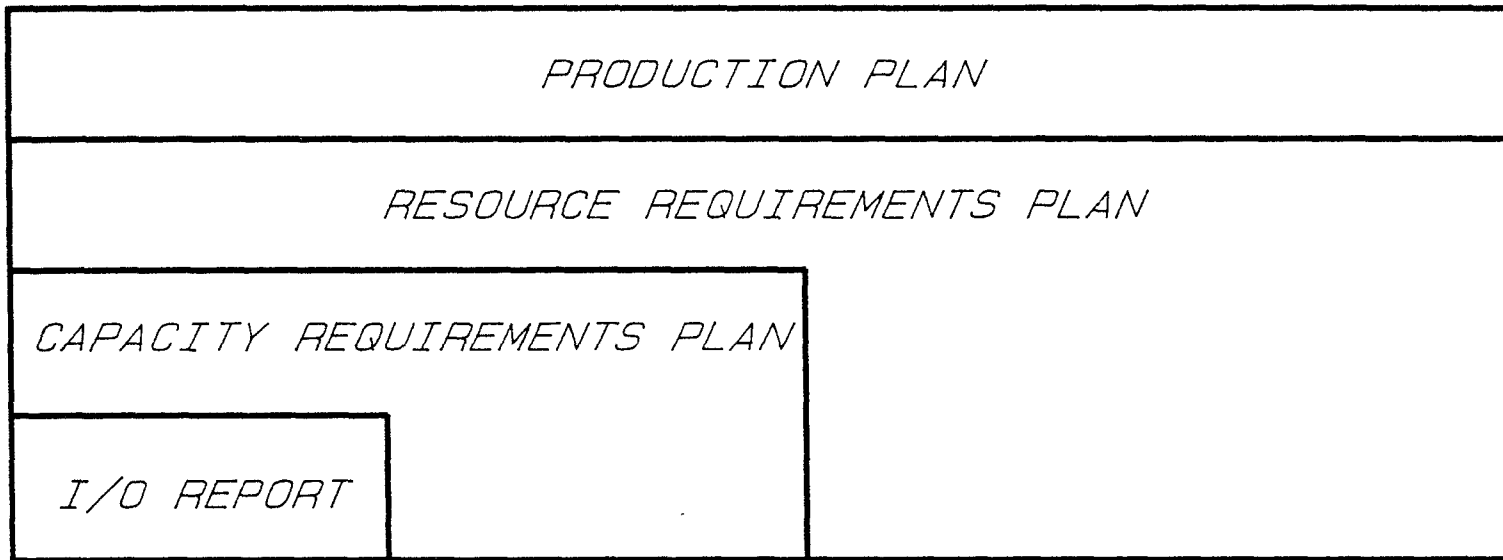 PRODUCTION PLAN
RESOURCE REQUIREMENTS PLAN
CAPACITY REQUIREMENTS PLAN
I/O REPORT